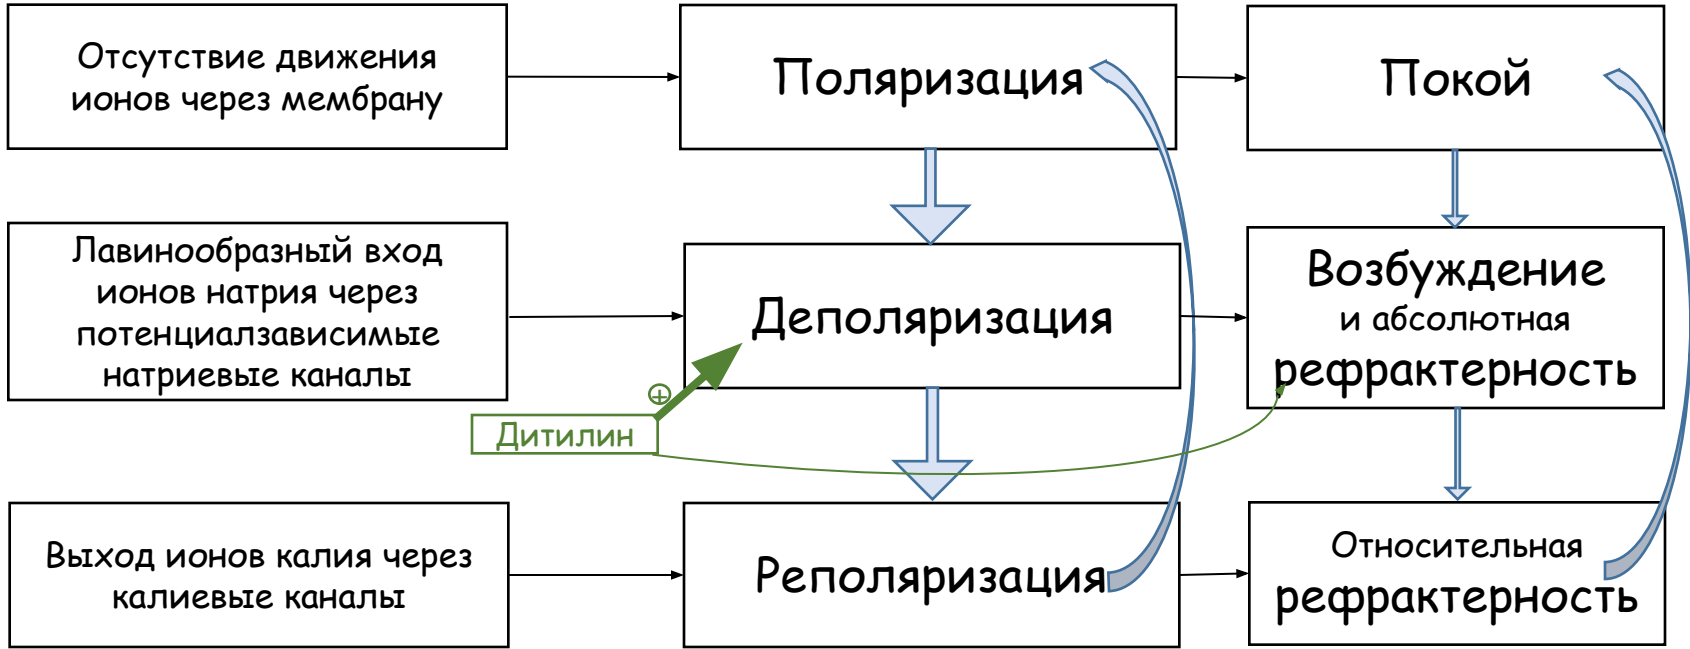 Отсутствие движения
ионов через мембрану
Поляризация
Покой
Лавинообразный вход
ионов натрия через
потенциалзависимые
натриевые каналы
Деполяризация
Возбуждение
и абсолютная
рефрактерность
+
Дитилин
Выход ионов калия через
калиевые каналы
Реполяризация
Относительная
рефрактерность